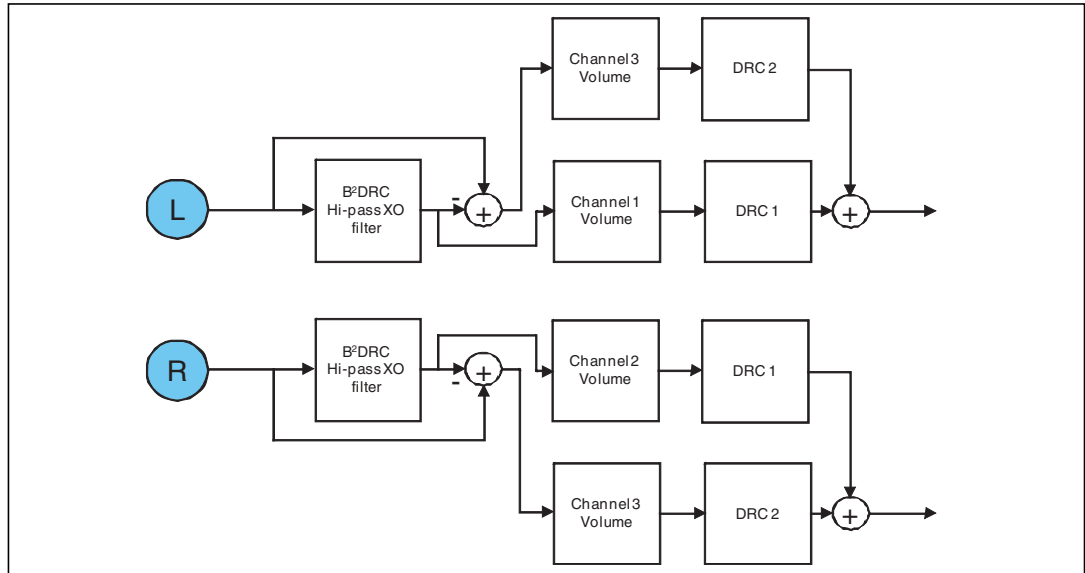 Channel 3
Volume
DRC 2
L
B²DRC
Hi-pass XO
filter
-
+
Channel 1
Volume
DRC 1
+
R
B²DRC
Hi-pass XO
filter
-
+
Channel 2
Volume
DRC 1
Channel 3
Volume
DRC 2
+